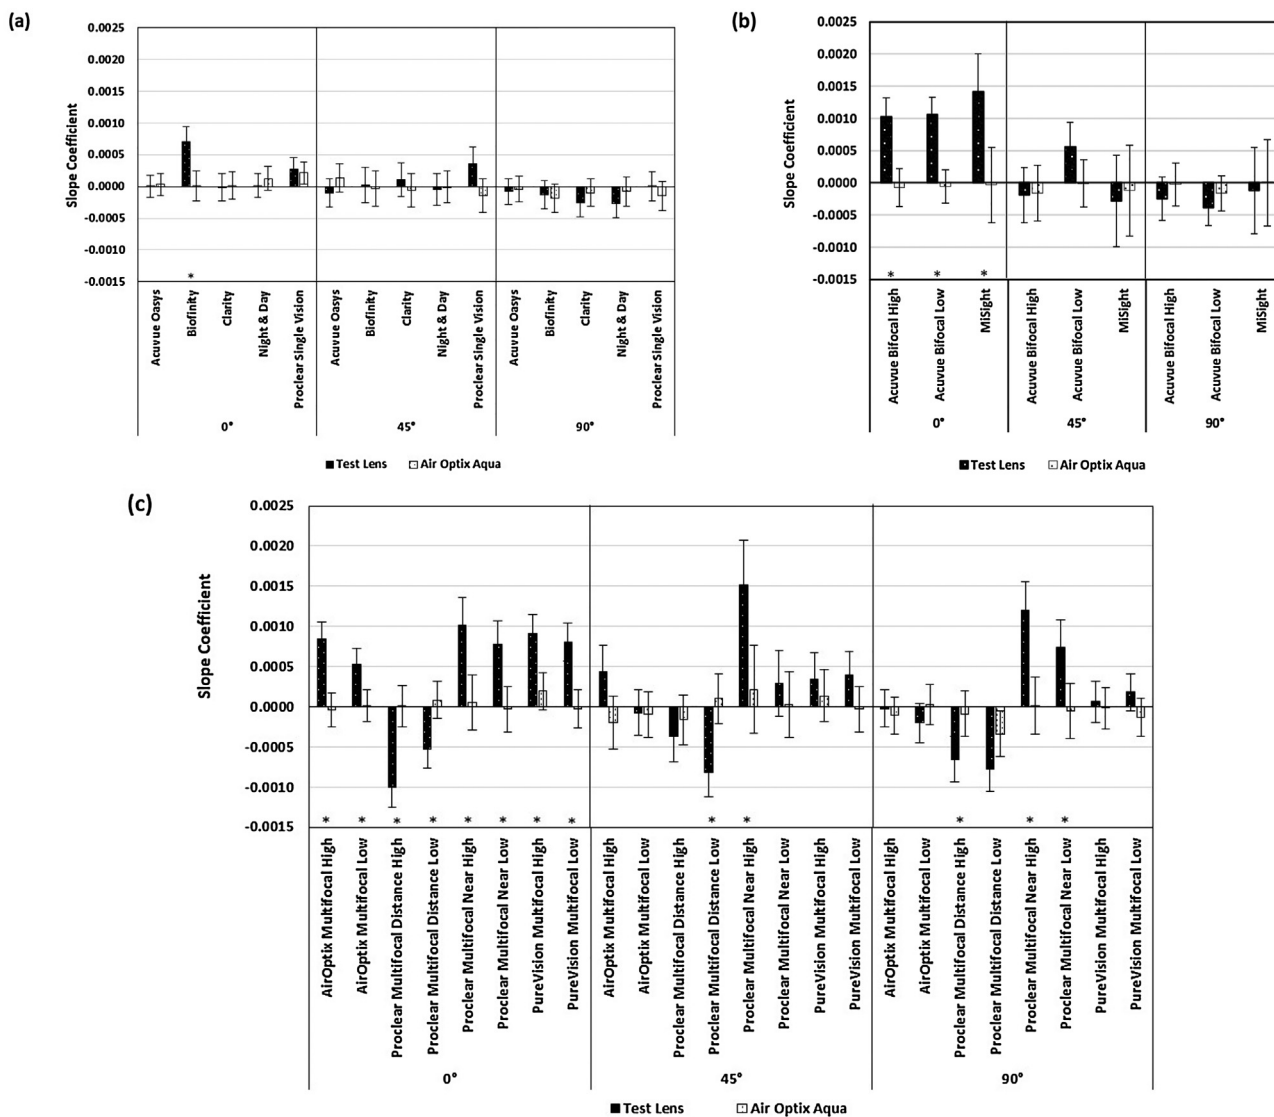 (a)
0.0025
0.0020
0.0015
0.0010
0.0005
0.0000
-0.0005
-0.0010
-0.0015
Slope Coefficient
*
Acuvue Oasys
Biofinity
Clarity
Night & Day
Proclear Single Vision
Acuvue Oasys
Biofinity
Clarity
Night & Day
Proclear Single Vision
Acuvue Oasys
Biofinity
Clarity
Night & Day
Proclear Single Vision
0° 45° 90°
Test Lens Air Optix Aqua
(b)
0.0025
0.0020
0.0015
0.0010
0.0005
0.0000
-0.0005
-0.0010
-0.0015
Slope Coefficient
* * *
Acuvue Bifocal High
Acuvue Bifocal Low
MiSight
Acuvue Bifocal High
Acuvue Bifocal Low
MiSight
Acuvue Bifocal High
Acuvue Bifocal Low
MiSight
0° 45° 90°
Test Lens Air Optix Aqua
(c)
0.0025
0.0020
0.0015
0.0010
0.0005
0.0000
-0.0005
-0.0010
-0.0015
Slope Coefficient
* * * * * * * * * * * * *
AirOptix Multifocal High
AirOptix Multifocal Low
Proclear Multifocal Distance High
Proclear Multifocal Distance Low
Proclear Multifocal Near High
Proclear Multifocal Near Low
PureVision Multifocal High
PureVision Multifocal Low
AirOptix Multifocal High
AirOptix Multifocal Low
Proclear Multifocal Distance High
Proclear Multifocal Distance Low
Proclear Multifocal Near High
Proclear Multifocal Near Low
PureVision Multifocal High
PureVision Multifocal Low
AirOptix Multifocal High
AirOptix Multifocal Low
Proclear Multifocal Distance High
Proclear Multifocal Distance Low
Proclear Multifocal Near High
Proclear Multifocal Near Low
PureVision Multifocal High
PureVision Multifocal Low
0° 45° 90°
Test Lens Air Optix Aqua